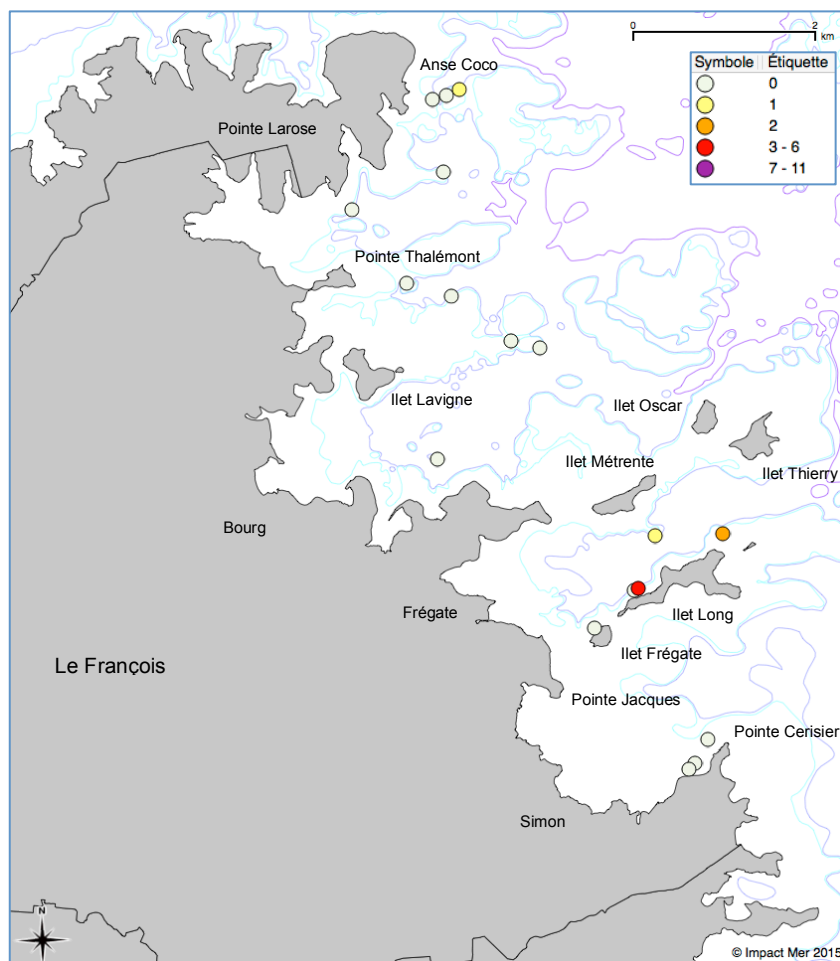 0 2
km
Symbole Étiquette
0
1
2
3 - 6
7 - 11
Anse Coco
Pointe Larose
Pointe Thalémont
Ilet Lavigne
Ilet Oscar
Ilet Métrente
Ilet Thierry
Bourg
Frégate
Ilet Long
Ilet Frégate
Le François
Pointe Jacques
Pointe Cerisier
Simon
N
© Impact Mer 2015